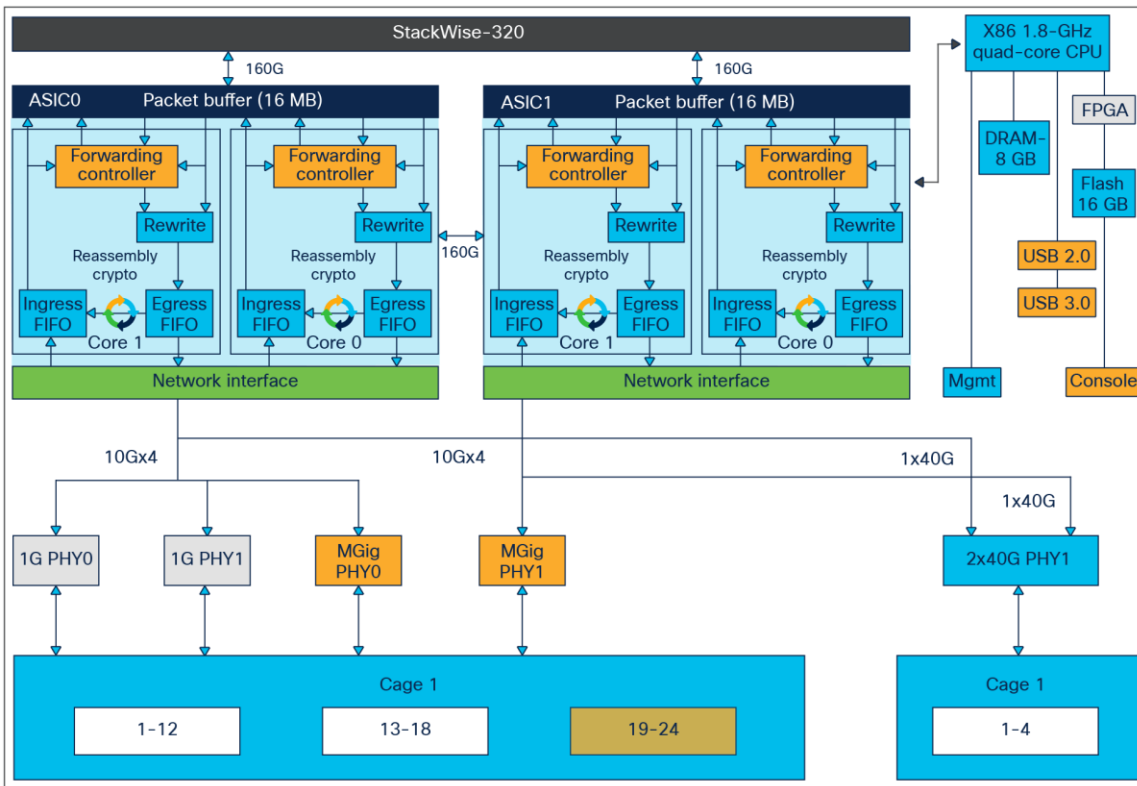 StackWise-320
X86 1.8-GHz
quad-core CPU
160G
160G
ASIC0
Packet buffer (16 MB)
ASIC1
Packet buffer (16 MB)
FPGA
DRAM-
8 GB
Forwarding
controller
Forwarding
controller
Forwarding
controller
Forwarding
controller
Flash
16 GB
Rewrite
Rewrite
Rewrite
Rewrite
160G
Reassembly
crypto
Reassembly
crypto
Reassembly
crypto
Reassembly
crypto
USB 2.0
USB 3.0
Ingress
FIFO
Egress
FIFO
Ingress
FIFO
Egress
FIFO
Ingress
FIFO
Egress
FIFO
Ingress
FIFO
Egress
FIFO
Core 1
Core 0
Core 1
Core 0
Network interface
Network interface
Mgmt
Console
10Gx4
10Gx4
1x40G
1x40G
1G PHY0
1G PHY1
MGig
PHY0
MGig
PHY1
2x40G PHY1
Cage 1
Cage 1
1-12
13-18
19-24
1-4